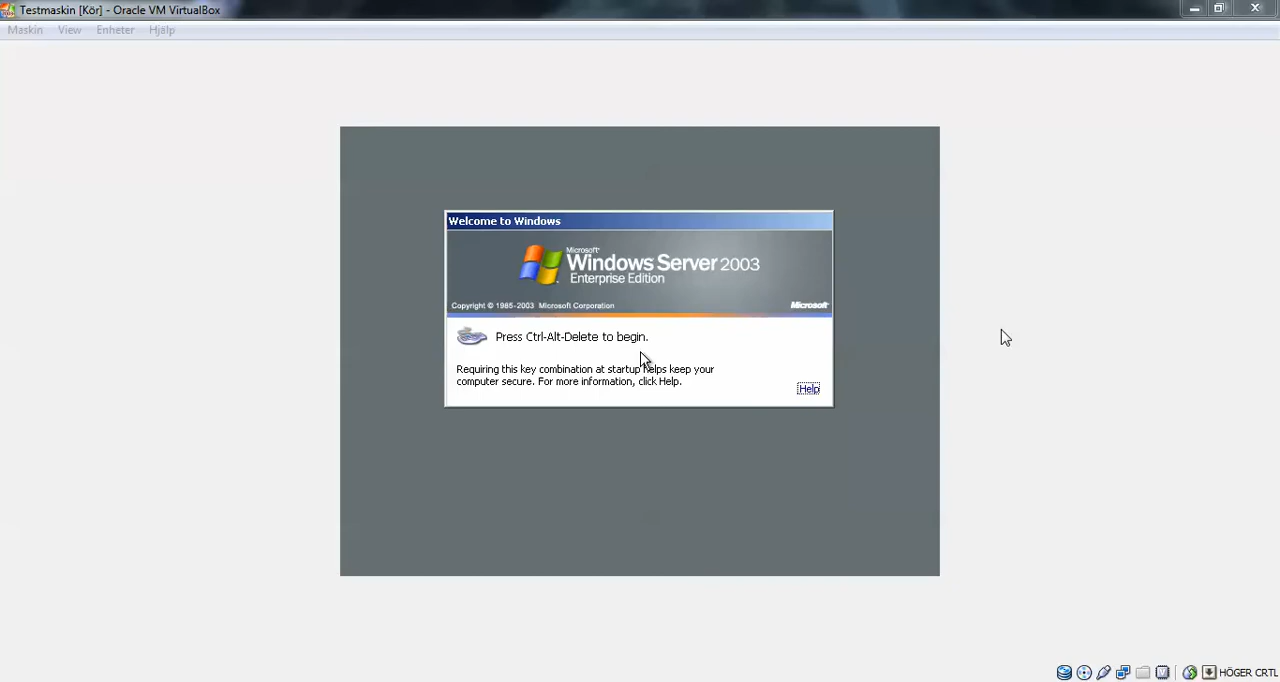 Testmaskin [Kör] - Oracle VM VirtualBox
Maskin View Enheter Hjälp
Welcome to Windows
Microsoft
Windows Server 2003
Enterprise Edition
Copyright © 1985-2003 Microsoft Corporation Microsoft
Press Ctrl-Alt-Delete to begin.
Requiring this key combination at startup helps keep your
computer secure. For more information, click Help.
Help
HÖGER CRTL